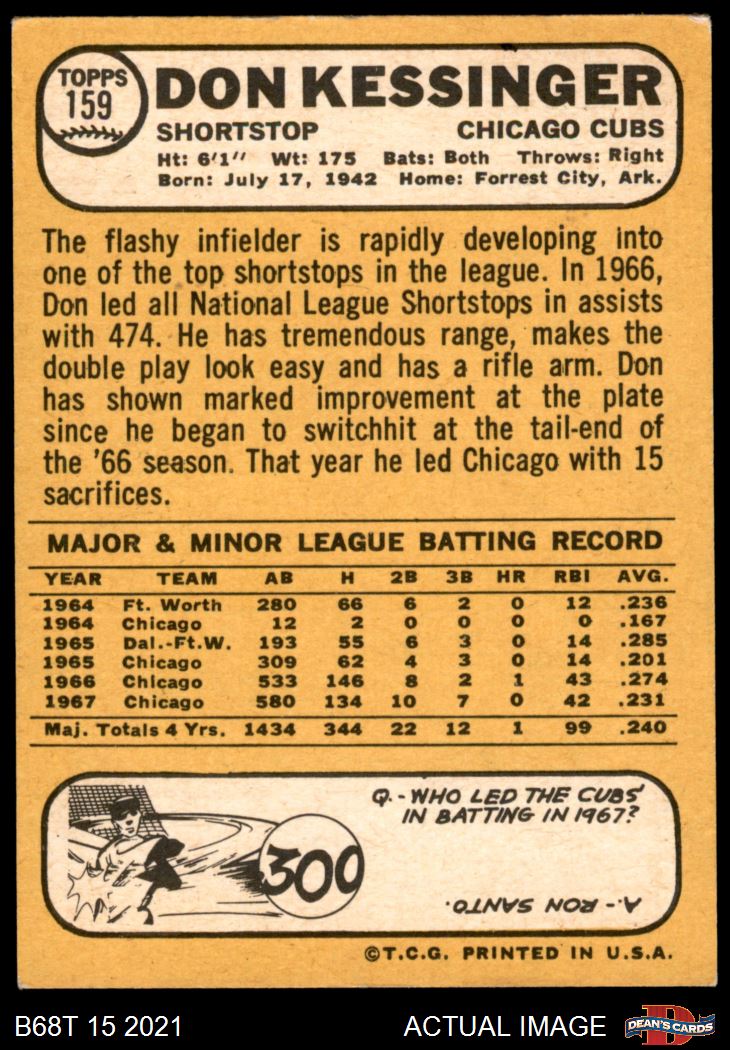 TOPPS
159
DON KESSINGER
SHORTSTOP CHICAGO CUBS
Ht: 6'1" Wt: 175 Bats: Both Throws: Right
Born: July 17, 1942 Home: Forrest City, Ark.
The flashy infielder is rapidly developing into
one of the top shortstops in the league. In 1966,
Don led all National League Shortstops in assists
with 474. He has tremendous range, makes the
double play look easy and has a rifle arm. Don
has shown marked improvement at the plate
since he began to switchhit at the tail-end of
the '66 season. That year he led Chicago with 15
sacrifices.
MAJOR & MINOR LEAGUE BATTING RECORD
YEAR TEAM AB H 2B 3B HR RBI AVG.
1964 Ft. Worth 280 66 6 2 0 12 .236
1964 Chicago 12 2 0 0 0 0 .167
1965 Dal.-Ft.W. 193 55 6 3 0 14 .285
1965 Chicago 309 62 4 3 0 14 .201
1966 Chicago 533 146 8 2 1 43 .274
1967 Chicago 580 134 10 7 0 42 .231
Maj. Totals 4 Yrs. 1434 344 22 12 1 99 .240
300
Q.-WHO LED THE CUBS'
IN BATTING IN 1967?
A.- RON SANTO.
©T.C.G. PRINTED IN U.S.A.
B68T 15 2021 ACTUAL IMAGE
D
DEAN'S CARDS